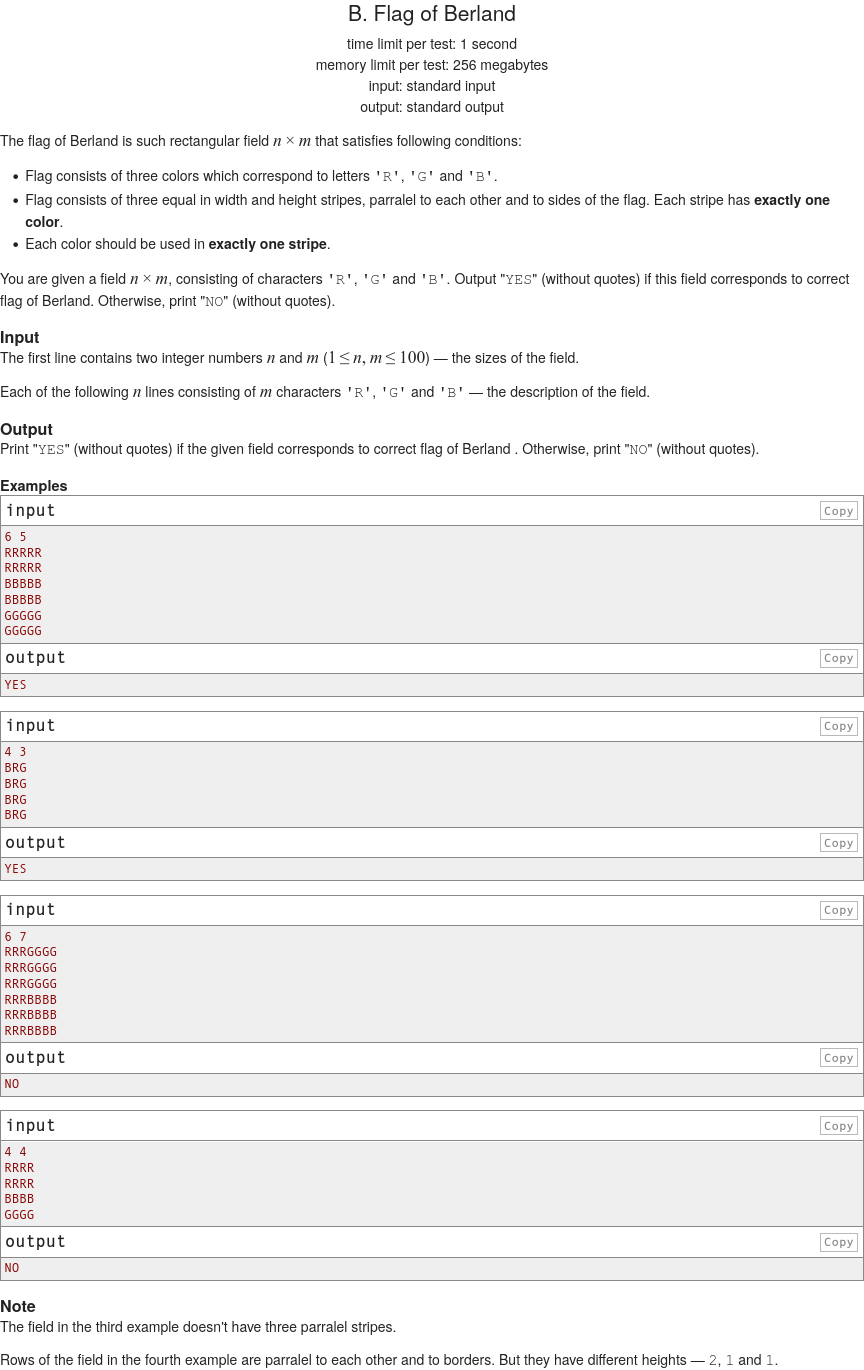 B. Flag of Berland
time limit per test: 1 second
memory limit per test: 256 megabytes
input: standard input
output: standard output
The flag of Berland is such rectangular field n × m that satisfies following conditions:
• Flag consists of three colors which correspond to letters 'R', 'G' and 'B'.
• Flag consists of three equal in width and height stripes, parralel to each other and to sides of the flag. Each stripe has exactly one
color.
• Each color should be used in exactly one stripe.
You are given a field n × m, consisting of characters 'R', 'G' and 'B'. Output "YES" (without quotes) if this field corresponds to correct
flag of Berland. Otherwise, print "NO" (without quotes).
Input
The first line contains two integer numbers n and m (1 ≤ n, m ≤ 100) — the sizes of the field.
Each of the following n lines consisting of m characters 'R', 'G' and 'B' — the description of the field.
Output
Print "YES" (without quotes) if the given field corresponds to correct flag of Berland . Otherwise, print "NO" (without quotes).
Examples
input Copy
6 5
RRRRR
RRRRR
BBBBB
BBBBB
GGGGG
GGGGG
output Copy
YES
input Copy
4 3
BRG
BRG
BRG
BRG
output Copy
YES
input Copy
6 7
RRRGGGG
RRRGGGG
RRRGGGG
RRRBBBB
RRRBBBB
RRRBBBB
output Copy
NO
input Copy
4 4
RRRR
RRRR
BBBB
GGGG
output Copy
NO
Note
The field in the third example doesn't have three parralel stripes.
Rows of the field in the fourth example are parralel to each other and to borders. But they have different heights — 2, 1 and 1.